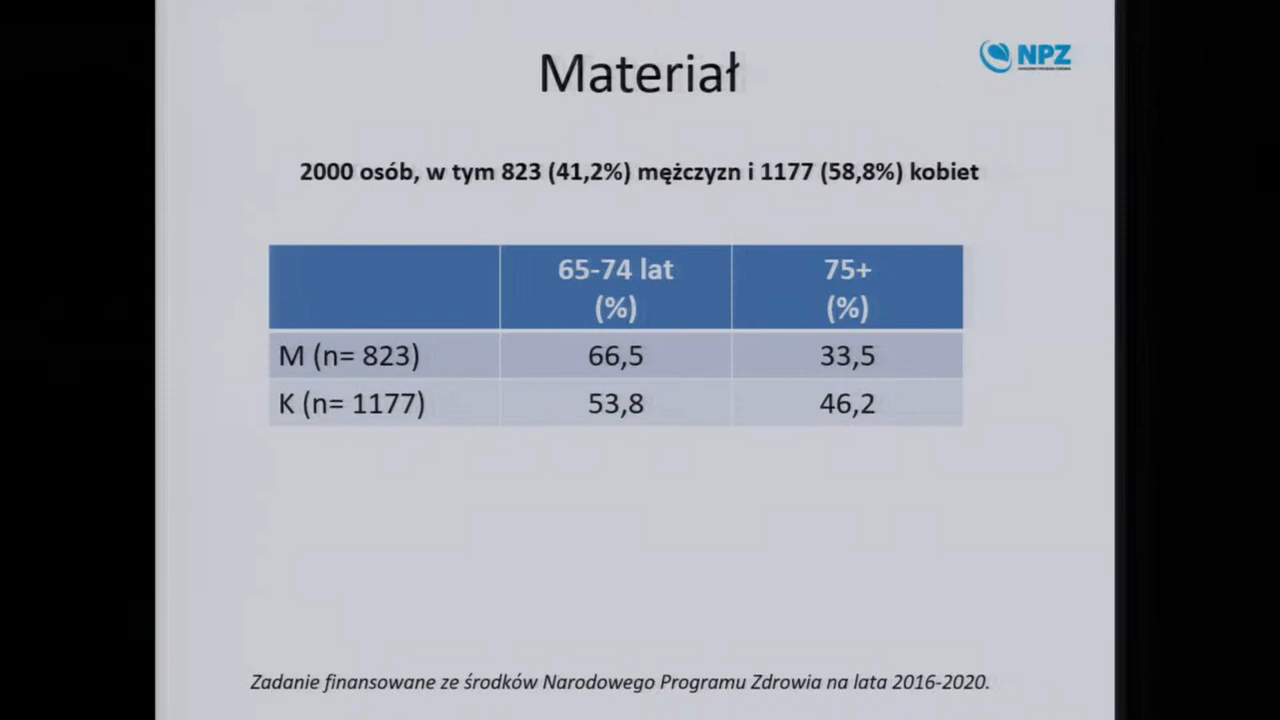 Materiał
NPZ
2000 osób, w tym 823 (41,2%) mężczyzn i 1177 (58,8%) kobiet
65-74 lat 75+
(%) (%)
M (n= 823) 66,5 33,5
K (n= 1177) 53,8 46,2
Zadanie finansowane ze środków Narodowego Programu Zdrowia na lata 2016-2020.